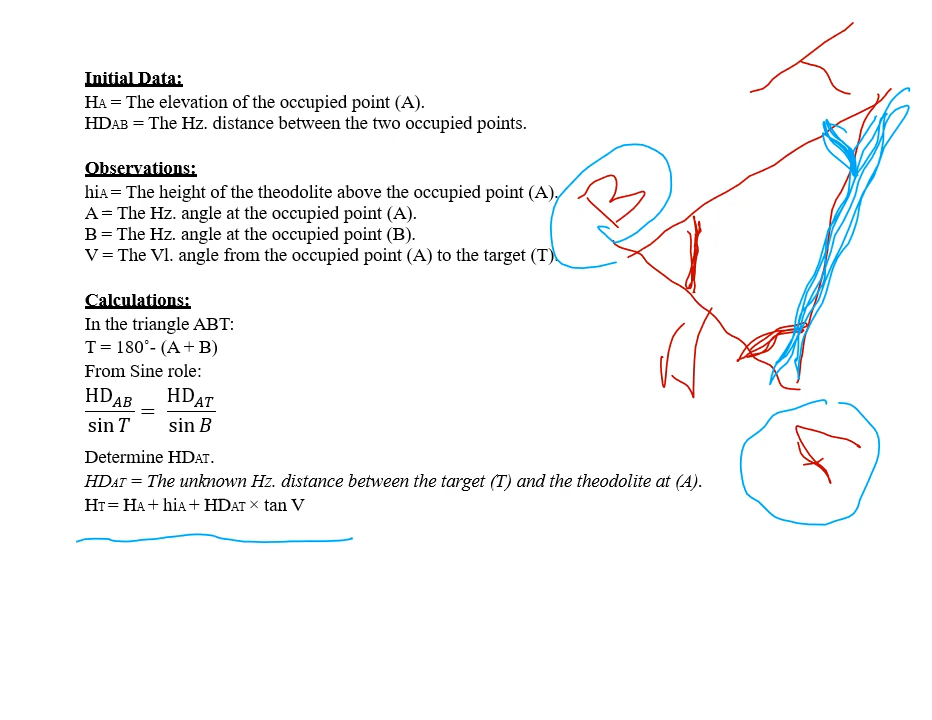 Initial Data:
HA = The elevation of the occupied point (A).
HDAB = The Hz. distance between the two occupied points.
Observations:
hiA = The height of the theodolite above the occupied point (A).
A = The Hz. angle at the occupied point (A).
B = The Hz. angle at the occupied point (B).
V = The Vl. angle from the occupied point (A) to the target (T).
Calculations:
In the triangle ABT:
T = 180˚- (A + B)
From Sine role:
HD_AB / sin T = HD_AT / sin B
Determine HDAT.
HDAT = The unknown Hz. distance between the target (T) and the theodolite at (A).
HT = HA + hiA + HDAT × tan V
T
B
A